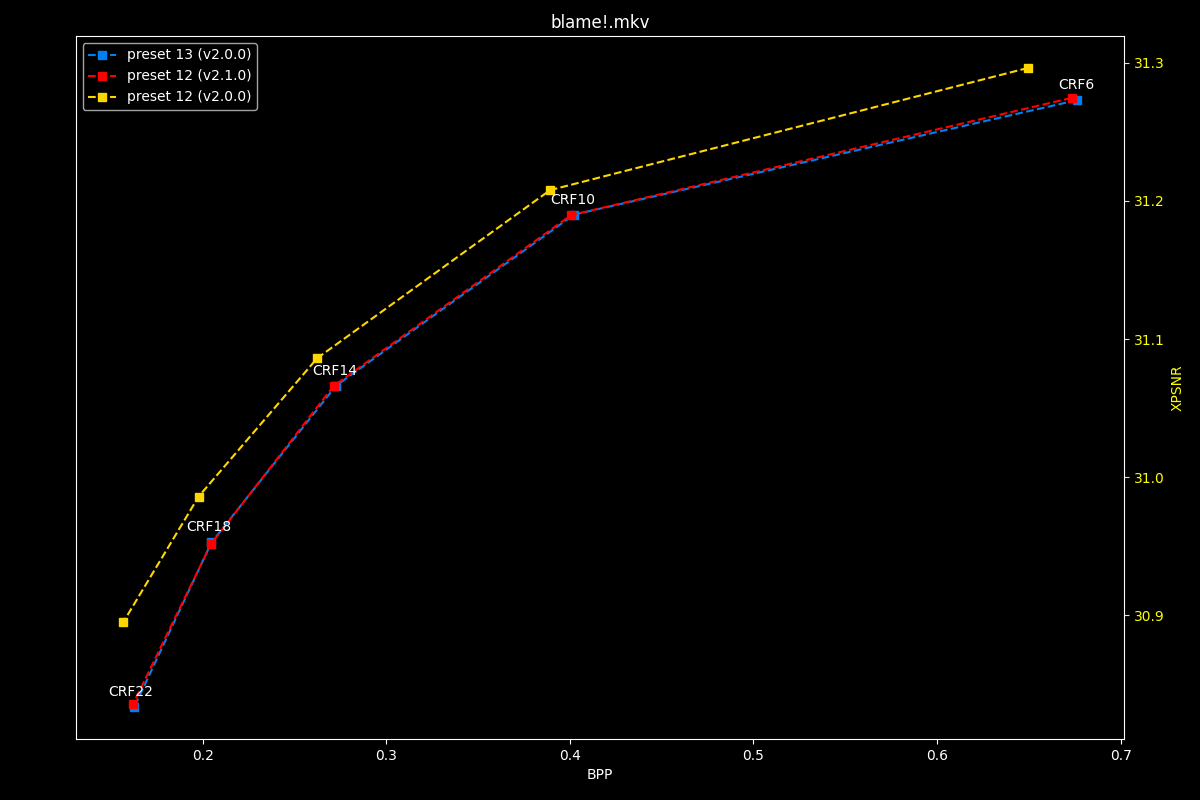 blame!.mkv
preset 13 (v2.0.0)
preset 12 (v2.1.0)
preset 12 (v2.0.0)
31.3
CRF6
CRF10
31.2
CRF14
31.1
XPSNR
31.0
CRF18
30.9
CRF22
0.2 0.3 0.4 0.5 0.6 0.7
BPP